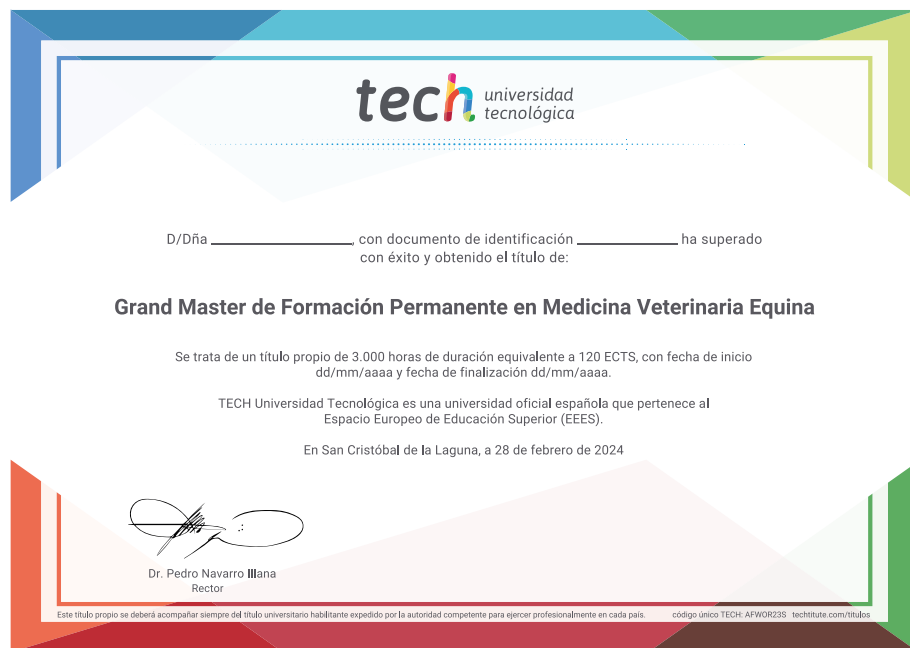 tech universidad
tecnológica
D/Dña ____________, con documento de identificación ____________ ha superado
con éxito y obtenido el título de:
Grand Master de Formación Permanente en Medicina Veterinaria Equina
Se trata de un título propio de 3.000 horas de duración equivalente a 120 ECTS, con fecha de inicio
dd/mm/aaaa y fecha de finalización dd/mm/aaaa.
TECH Universidad Tecnológica es una universidad oficial española que pertenece al
Espacio Europeo de Educación Superior (EEES).
En San Cristóbal de la Laguna, a 28 de febrero de 2024
Dr. Pedro Navarro Illana
Rector
Este título propio se deberá acompañar siempre del título universitario habilitante expedido por la autoridad competente para ejercer profesionalmente en cada país. código único TECH: AFWOR23S techtitute.com/titulos